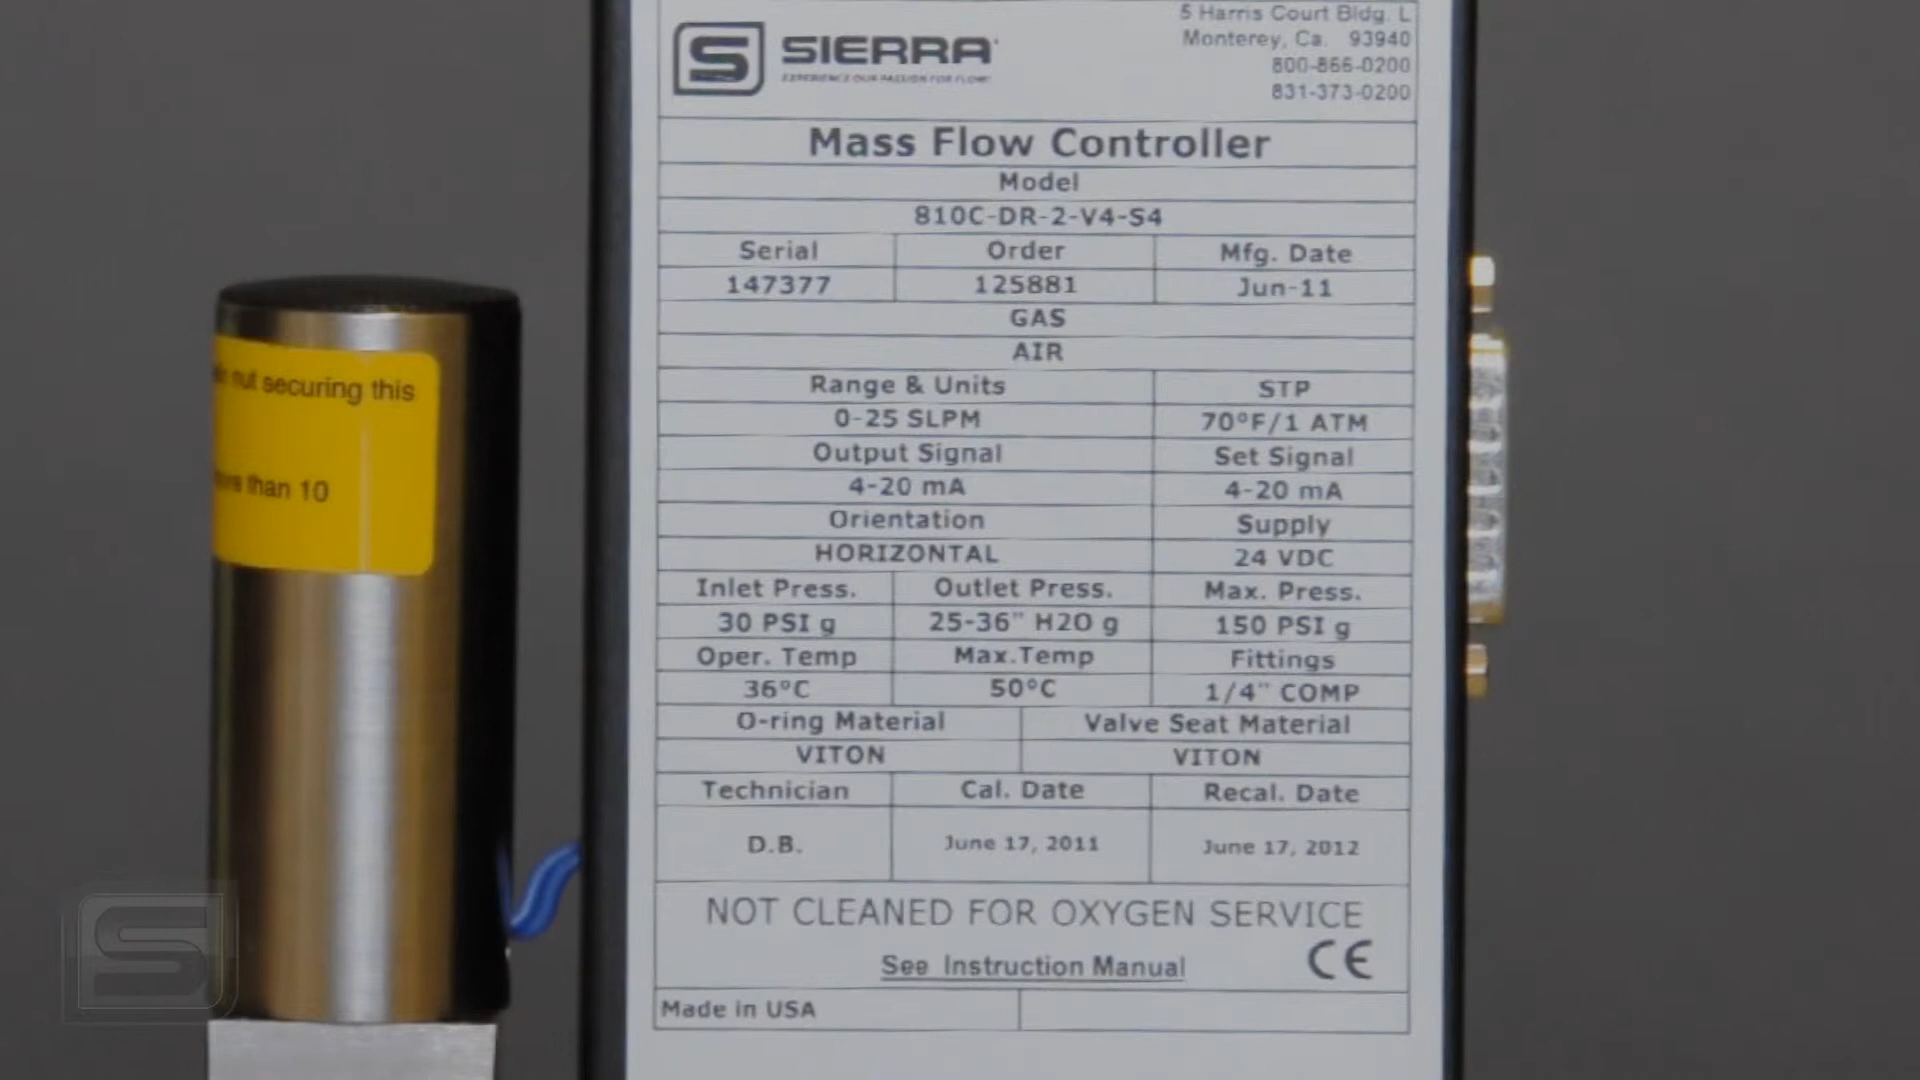 5 Harris Court Bldg. L
Monterey, Ca. 93940
800-866-0200
831-373-0200
S SIERRA
EXPERIENCE OUR PASSION FOR FLOW
Mass Flow Controller
Model
810C-DR-2-V4-S4
Serial Order Mfg. Date
147377 125881 Jun-11
GAS
AIR
Range & Units STP
0-25 SLPM 70°F/1 ATM
Output Signal Set Signal
4-20 mA 4-20 mA
Orientation Supply
HORIZONTAL 24 VDC
Inlet Press. Outlet Press. Max. Press.
30 PSI g 25-36" H2O g 150 PSI g
Oper. Temp Max.Temp Fittings
36°C 50°C 1/4" COMP
O-ring Material Valve Seat Material
VITON VITON
Technician Cal. Date Recal. Date
D.B. June 17, 2011 June 17, 2012
NOT CLEANED FOR OXYGEN SERVICE
See Instruction Manual CE
Made in USA
nut securing this
than 10
S